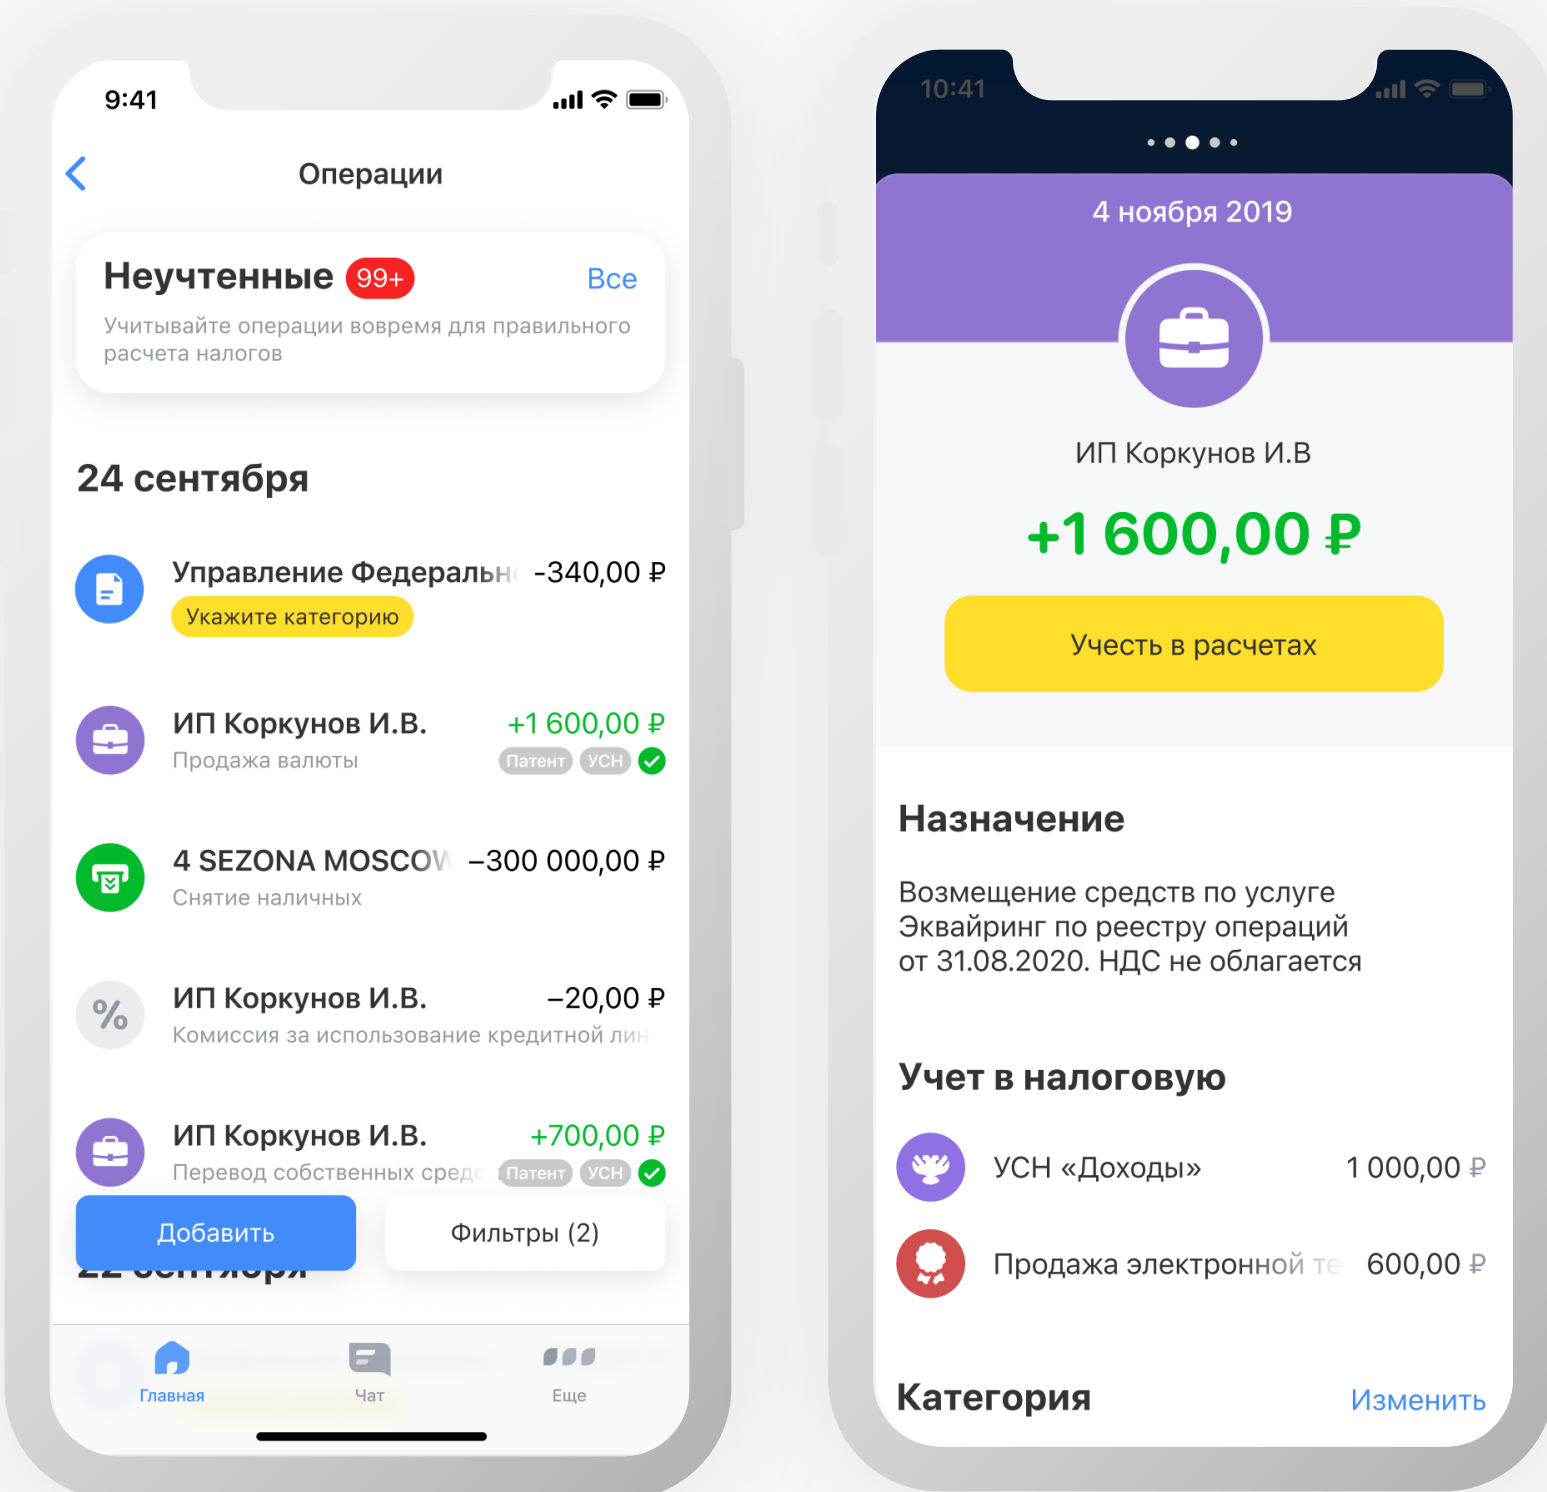 9:41
Операции
Неучтенные 99+ Все
Учитывайте операции вовремя для правильного
расчета налогов
24 сентября
Управление Федеральн -340,00 ₽
Укажите категорию
ИП Коркунов И.В. +1 600,00 ₽
Продажа валюты Патент УСН
4 SEZONA MOSCOW –300 000,00 ₽
Снятие наличных
% ИП Коркунов И.В. –20,00 ₽
Комиссия за использование кредитной лин
ИП Коркунов И.В. +700,00 ₽
Перевод собственных средс Патент УСН
Добавить Фильтры (2)
22 сентября
Главная Чат Еще
10:41
4 ноября 2019
ИП Коркунов И.В
+1 600,00 ₽
Учесть в расчетах
Назначение
Возмещение средств по услуге
Эквайринг по реестру операций
от 31.08.2020. НДС не облагается
Учет в налоговую
УСН «Доходы» 1 000,00 ₽
Продажа электронной те 600,00 ₽
Категория Изменить